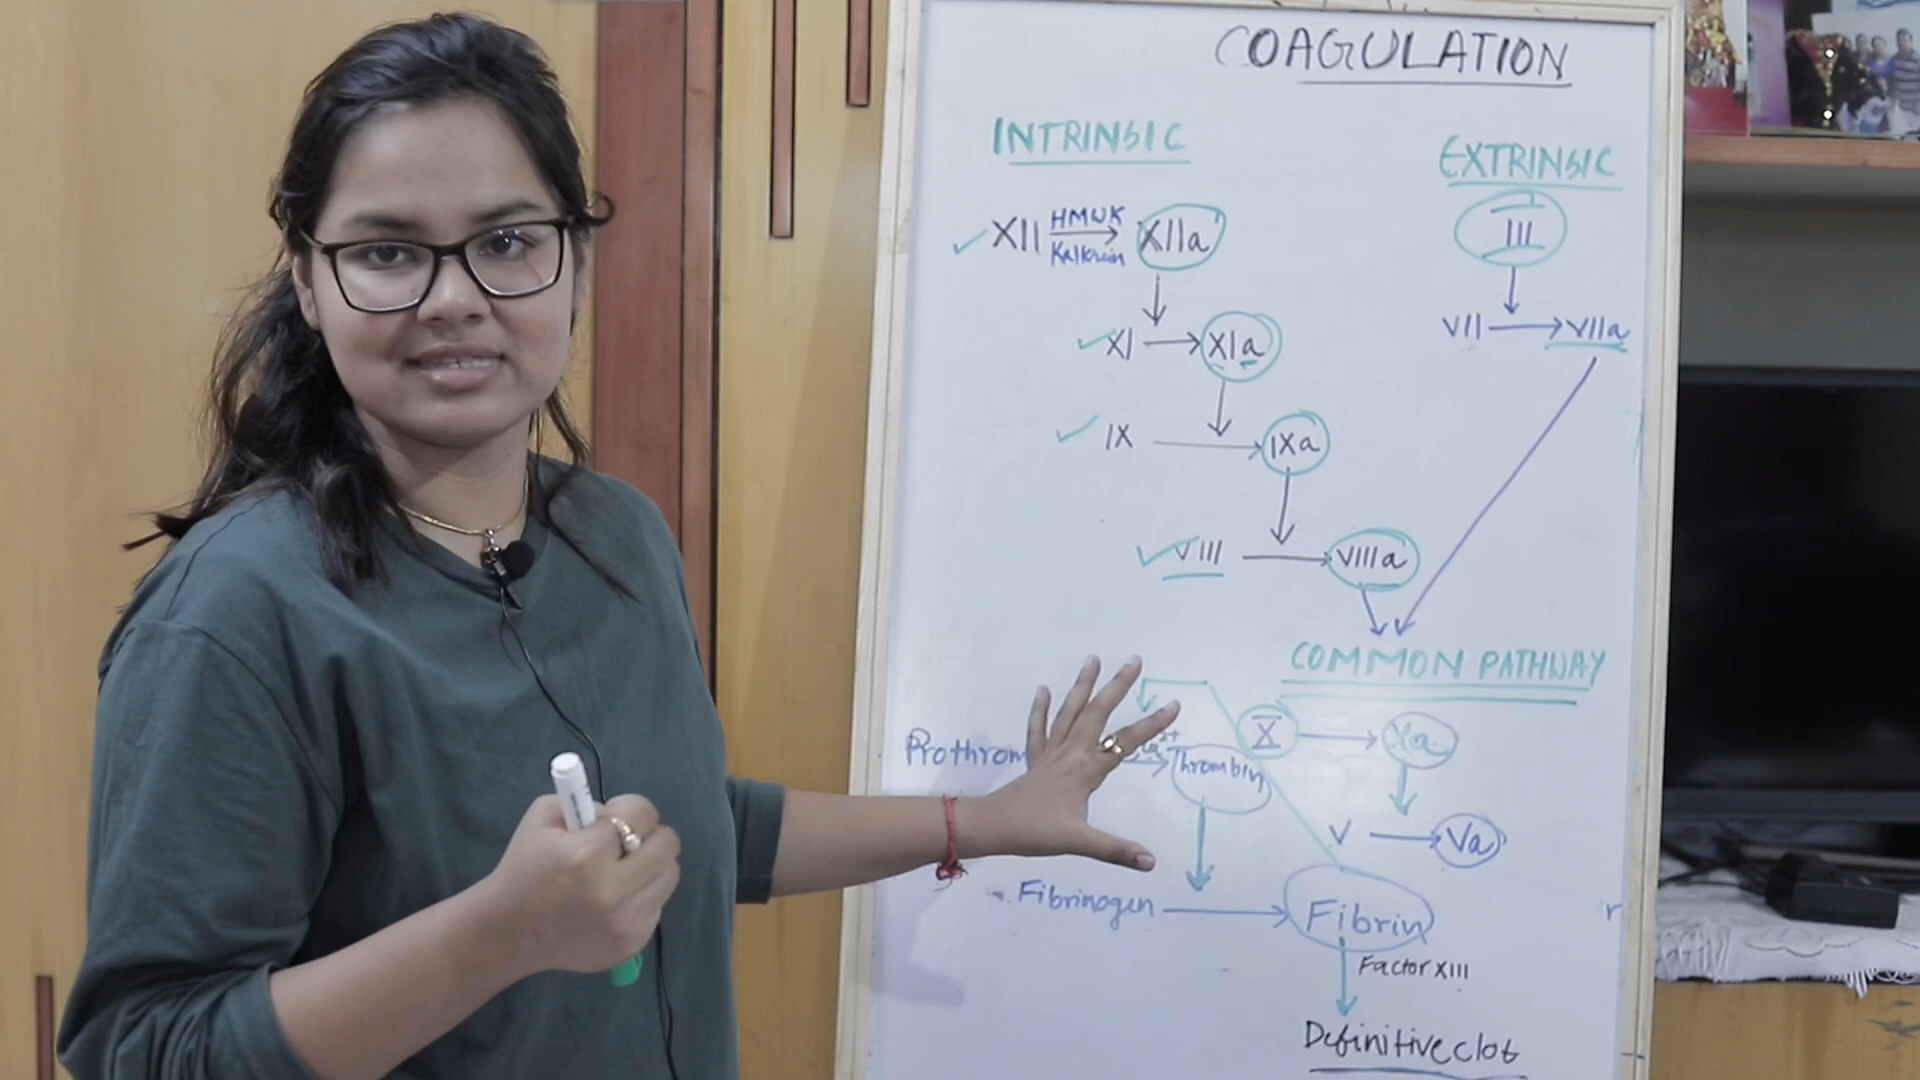 COAGULATION
INTRINSIC
EXTRINSIC
XII HMWK XIIa
III
XI XIa
VII VIIa
IX IXa
VIII VIIIa
COMMON PATHWAY
X Xa
Prothrom Thrombin
V Va
Fibrinogen Fibrin
Factor XIII
Definitive clot